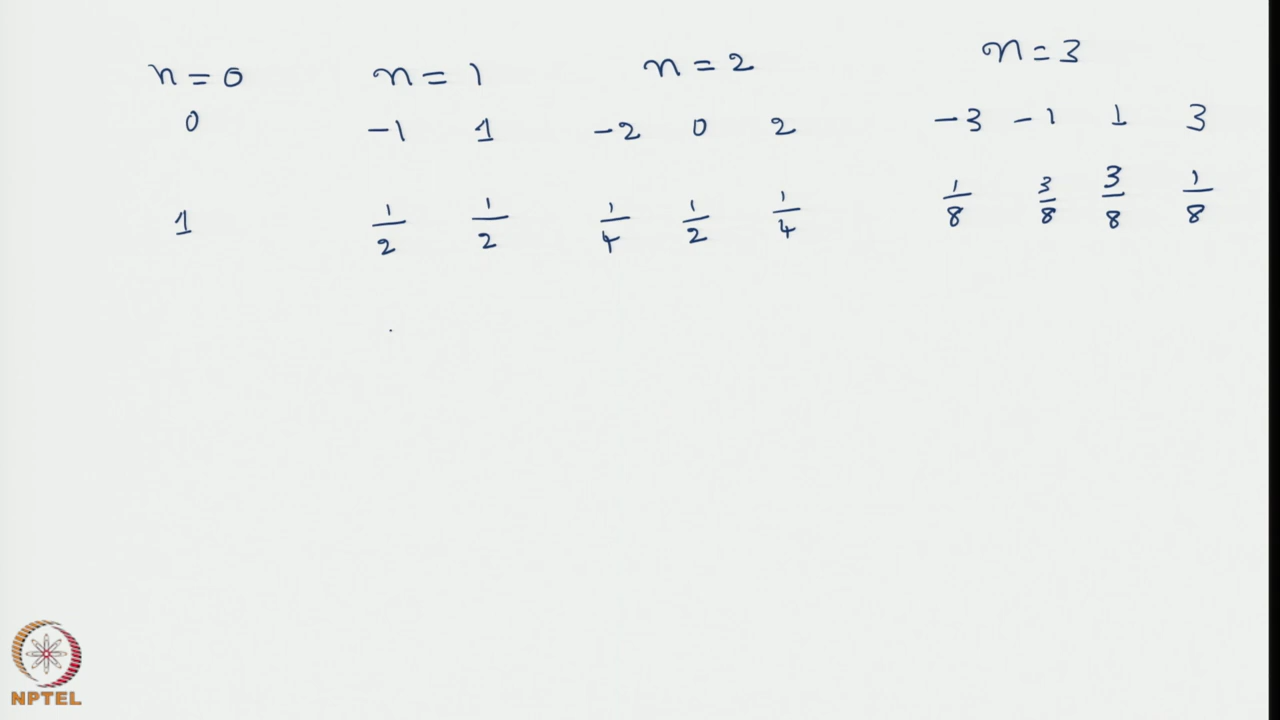 n = 0 n = 1 n = 2 n = 3
0 -1 1 -2 0 2 -3 -1 1 3
1 1/2 1/2 1/4 1/2 1/4 1/8 3/8 3/8 1/8
NPTEL